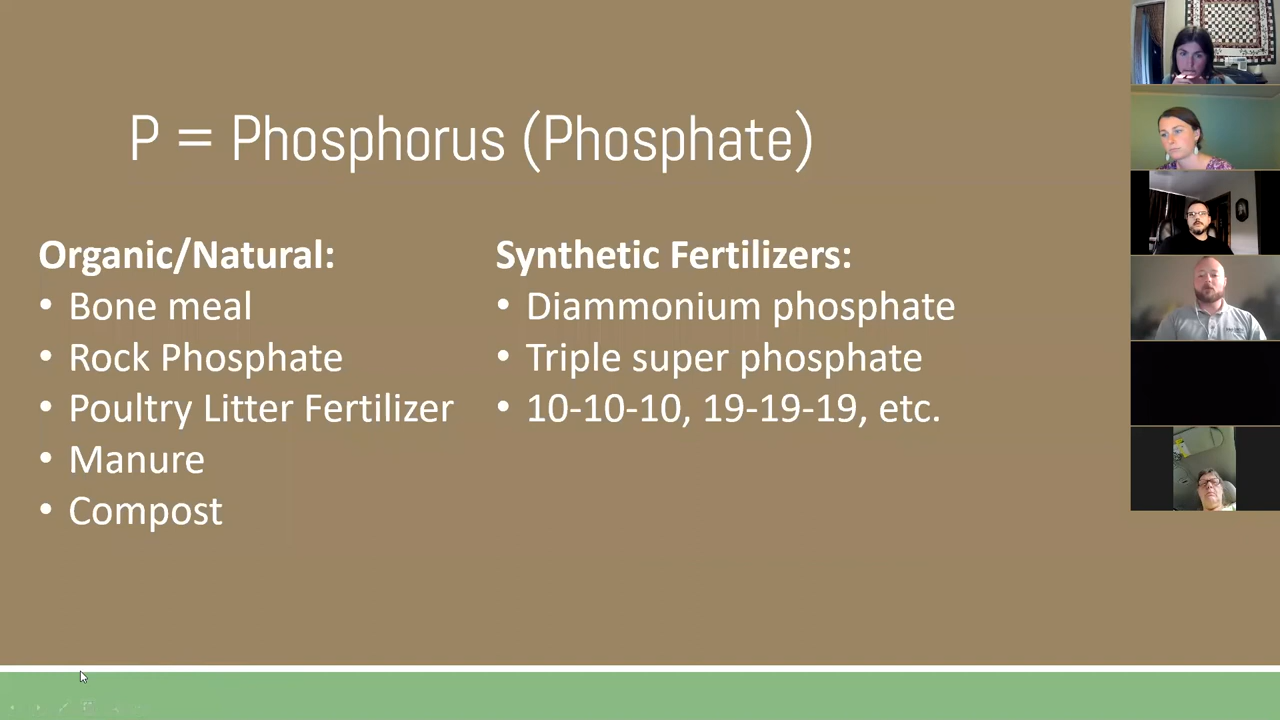 P = Phosphorus (Phosphate)
Organic/Natural:
• Bone meal
• Rock Phosphate
• Poultry Litter Fertilizer
• Manure
• Compost
Synthetic Fertilizers:
• Diammonium phosphate
• Triple super phosphate
• 10-10-10, 19-19-19, etc.